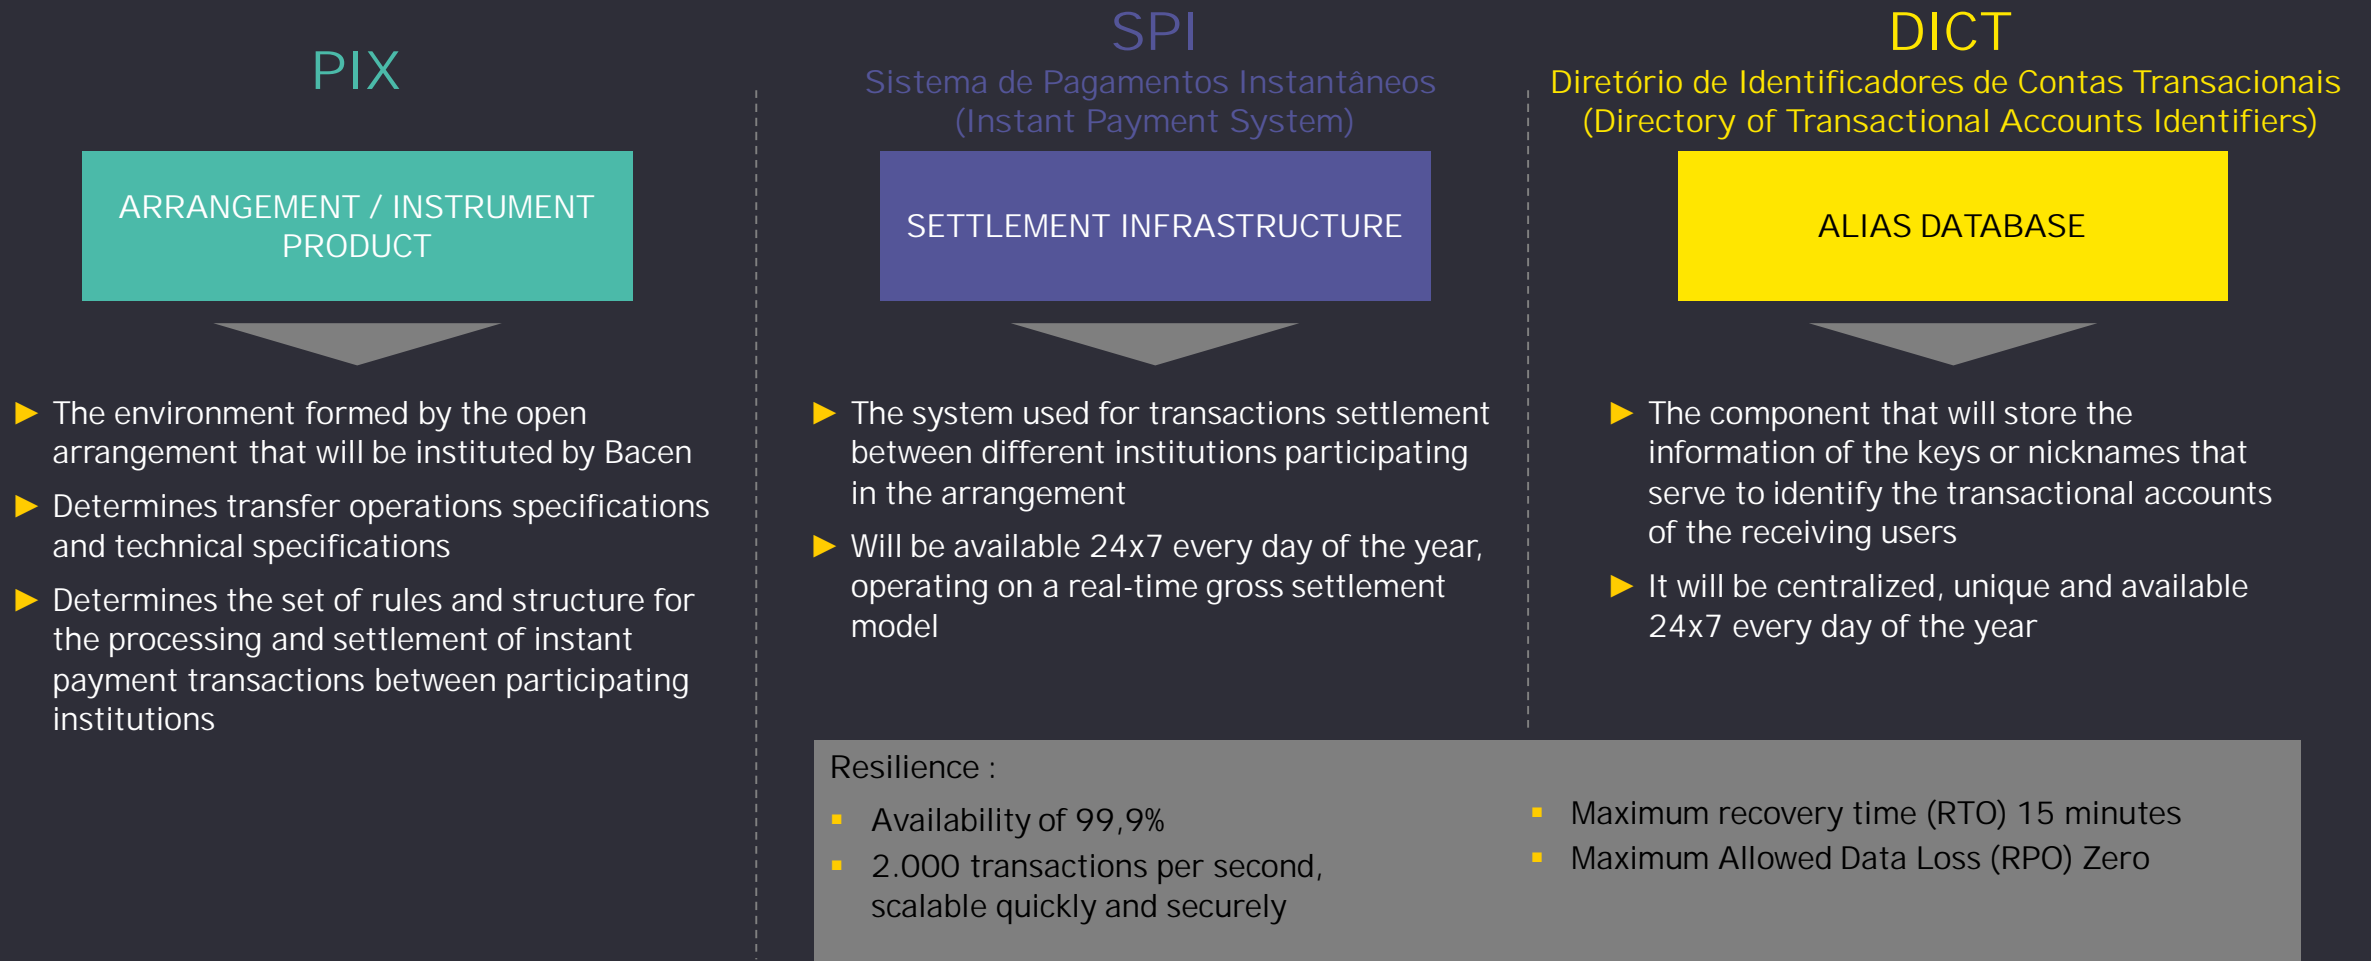 PIX
ARRANGEMENT / INSTRUMENT
PRODUCT
► The environment formed by the open
arrangement that will be instituted by Bacen
► Determines transfer operations specifications
and technical specifications
► Determines the set of rules and structure for
the processing and settlement of instant
payment transactions between participating
institutions
SPI
Sistema de Pagamentos Instantâneos
(Instant Payment System)
SETTLEMENT INFRASTRUCTURE
► The system used for transactions settlement
between different institutions participating
in the arrangement
► Will be available 24x7 every day of the year,
operating on a real-time gross settlement
model
DICT
Diretório de Identificadores de Contas Transacionais
(Directory of Transactional Accounts Identifiers)
ALIAS DATABASE
► The component that will store the
information of the keys or nicknames that
serve to identify the transactional accounts
of the receiving users
► It will be centralized, unique and available
24x7 every day of the year
Resilience :
▪ Availability of 99,9%
▪ 2.000 transactions per second,
scalable quickly and securely
▪ Maximum recovery time (RTO) 15 minutes
▪ Maximum Allowed Data Loss (RPO) Zero